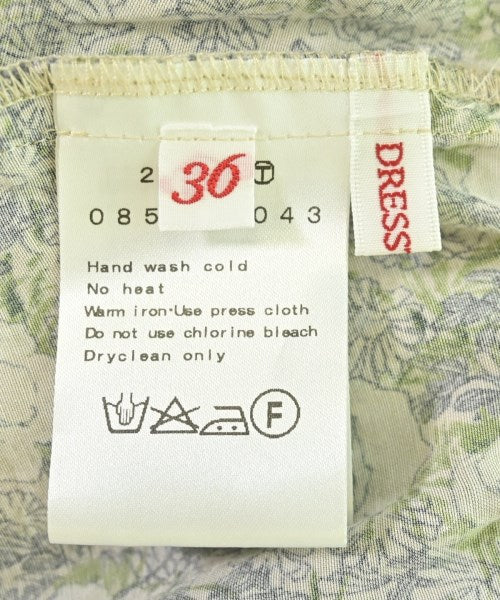 2 36 T
085 043
DRESS
Hand wash cold
No heat
Warm iron·Use press cloth
Do not use chlorine bleach
Dryclean only
F